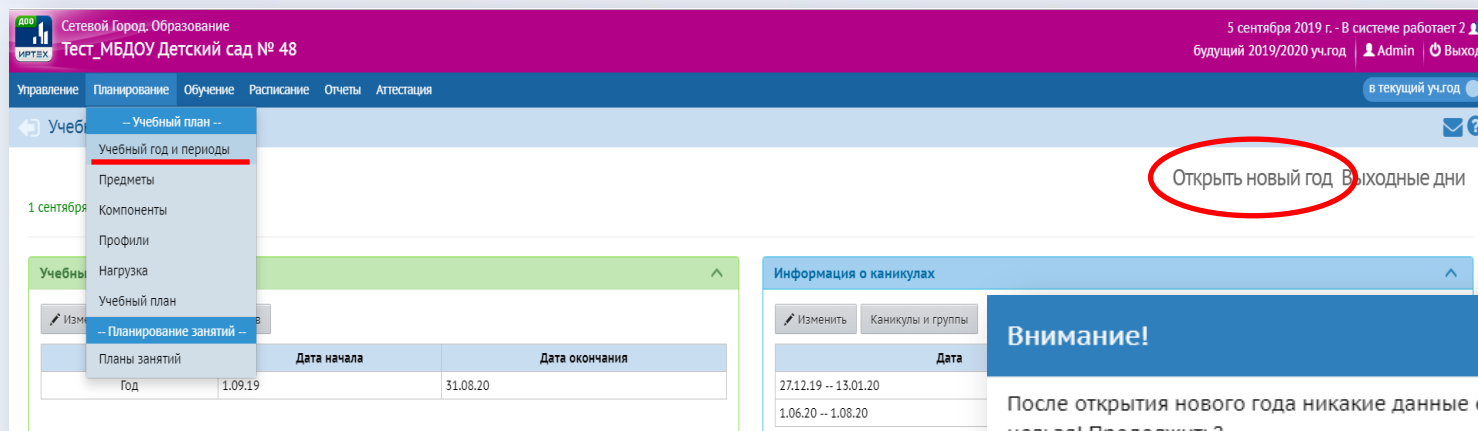 ДОО
ИРТЕХ
Сетевой Город. Образование
Тест_МБДОУ Детский сад № 48
5 сентября 2019 г. - В системе работает 2
будущий 2019/2020 уч.год Admin Выход
Управление Планирование Обучение Расписание Отчеты Аттестация
в текущий уч.год
-- Учебный план --
Учебный год и периоды
Предметы
Компоненты
Профили
Нагрузка
Учебный план
-- Планирование занятий --
Планы занятий
Открыть новый год Выходные дни
1 сентября
Информация о каникулах
Изменить Каникулы и группы
Дата начала Дата окончания
Год 1.09.19 31.08.20
Дата
27.12.19 -- 13.01.20
1.06.20 -- 1.08.20
Внимание!
После открытия нового года никакие данные